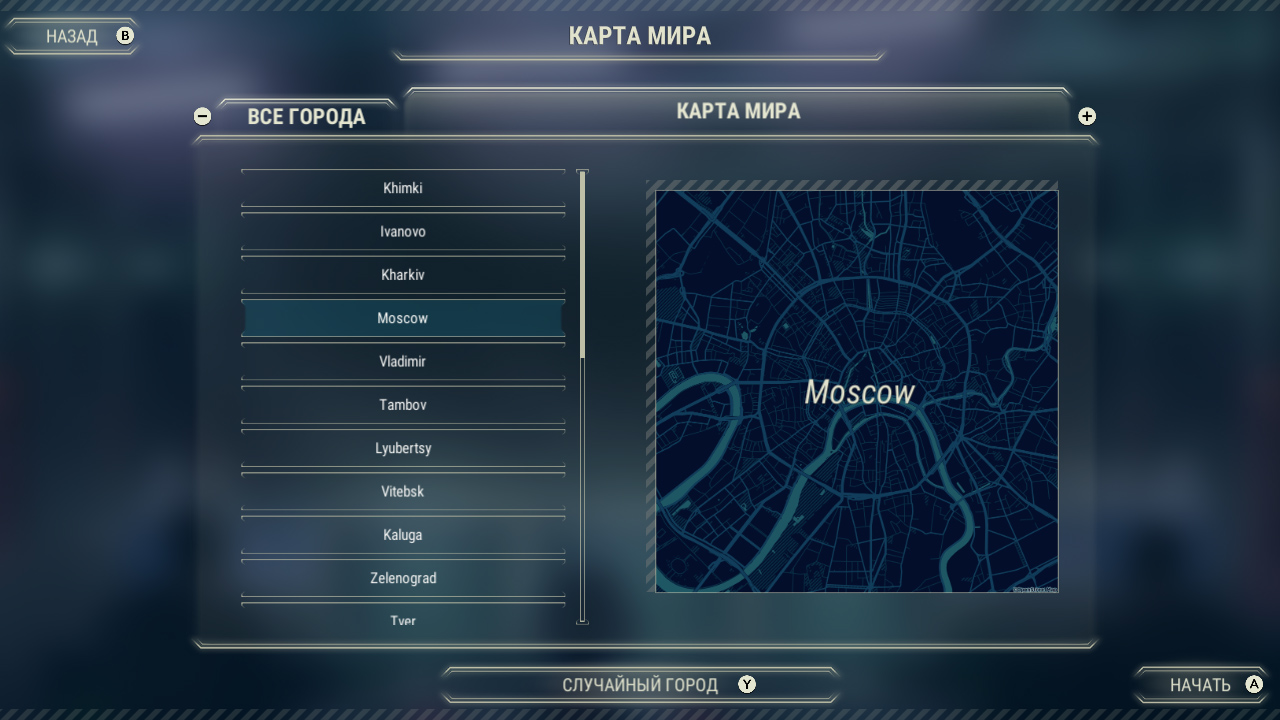 НАЗАД B
КАРТА МИРА
ВСЕ ГОРОДА
КАРТА МИРА
Khimki
Ivanovo
Kharkiv
Moscow
Vladimir
Tambov
Lyubertsy
Vitebsk
Kaluga
Zelenograd
Tver
Moscow
СЛУЧАЙНЫЙ ГОРОД Y
НАЧАТЬ A